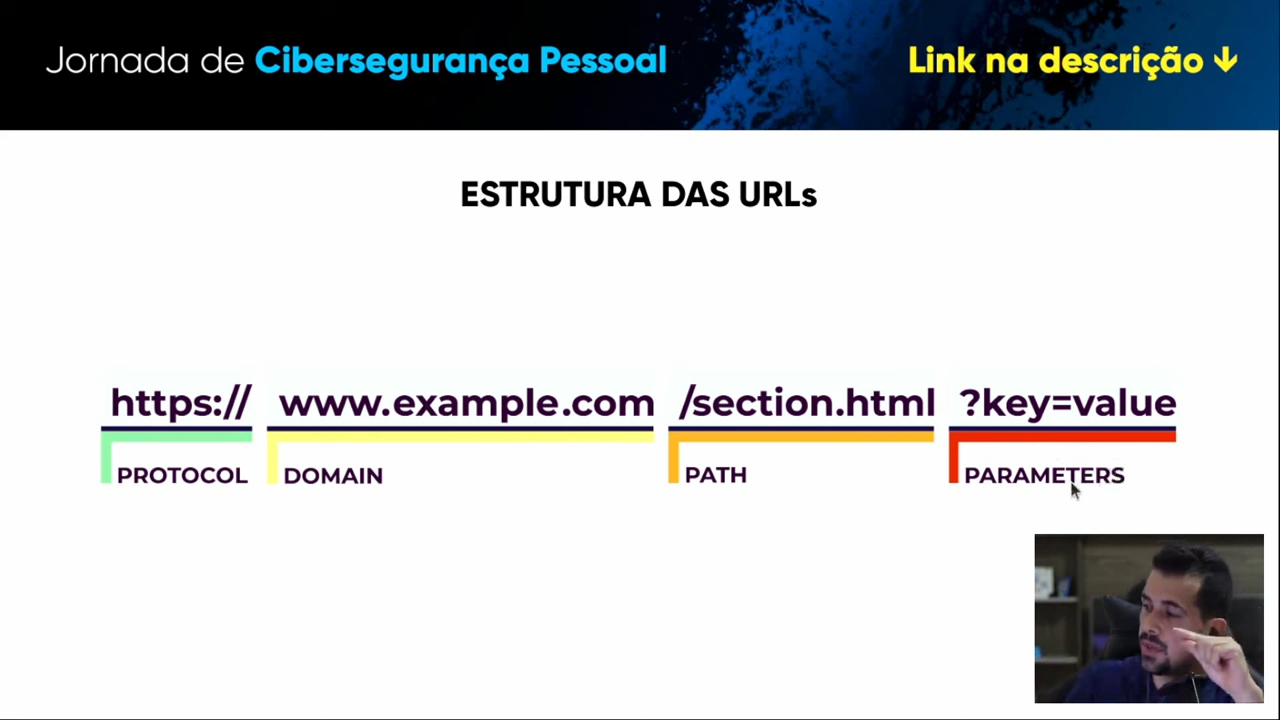 Jornada de Cibersegurança Pessoal
Link na descrição ↓
ESTRUTURA DAS URLs
https:// www.example.com /section.html ?key=value
PROTOCOL DOMAIN PATH PARAMETERS